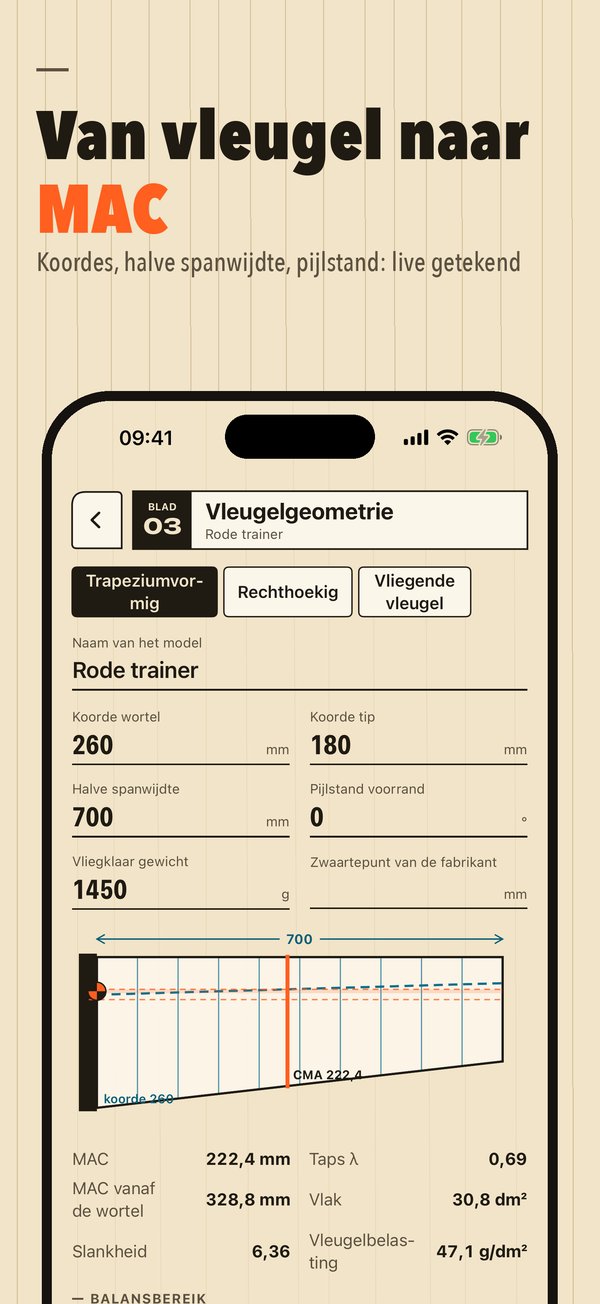 Van vleugel naar
MAC
Koordes, halve spanwijdte, pijlstand: live getekend
09:41
BLAD
03
Vleugelgeometrie
Rode trainer
Trapeziumvor-
mig
Rechthoekig
Vliegende
vleugel
Naam van het model
Rode trainer
Koorde wortel
Koorde tip
260 mm
180 mm
Halve spanwijdte
Pijlstand voorrand
700 mm
0 °
Vliegklaar gewicht
Zwaartepunt van de fabrikant
1450 g
mm
700
CMA 222,4
koorde 260
MAC 222,4 mm
Taps λ 0,69
MAC vanaf
de wortel
328,8 mm
Vlak 30,8 dm²
Slankheid 6,36
Vleugelbelas-
ting
47,1 g/dm²
— BALANSBEREIK